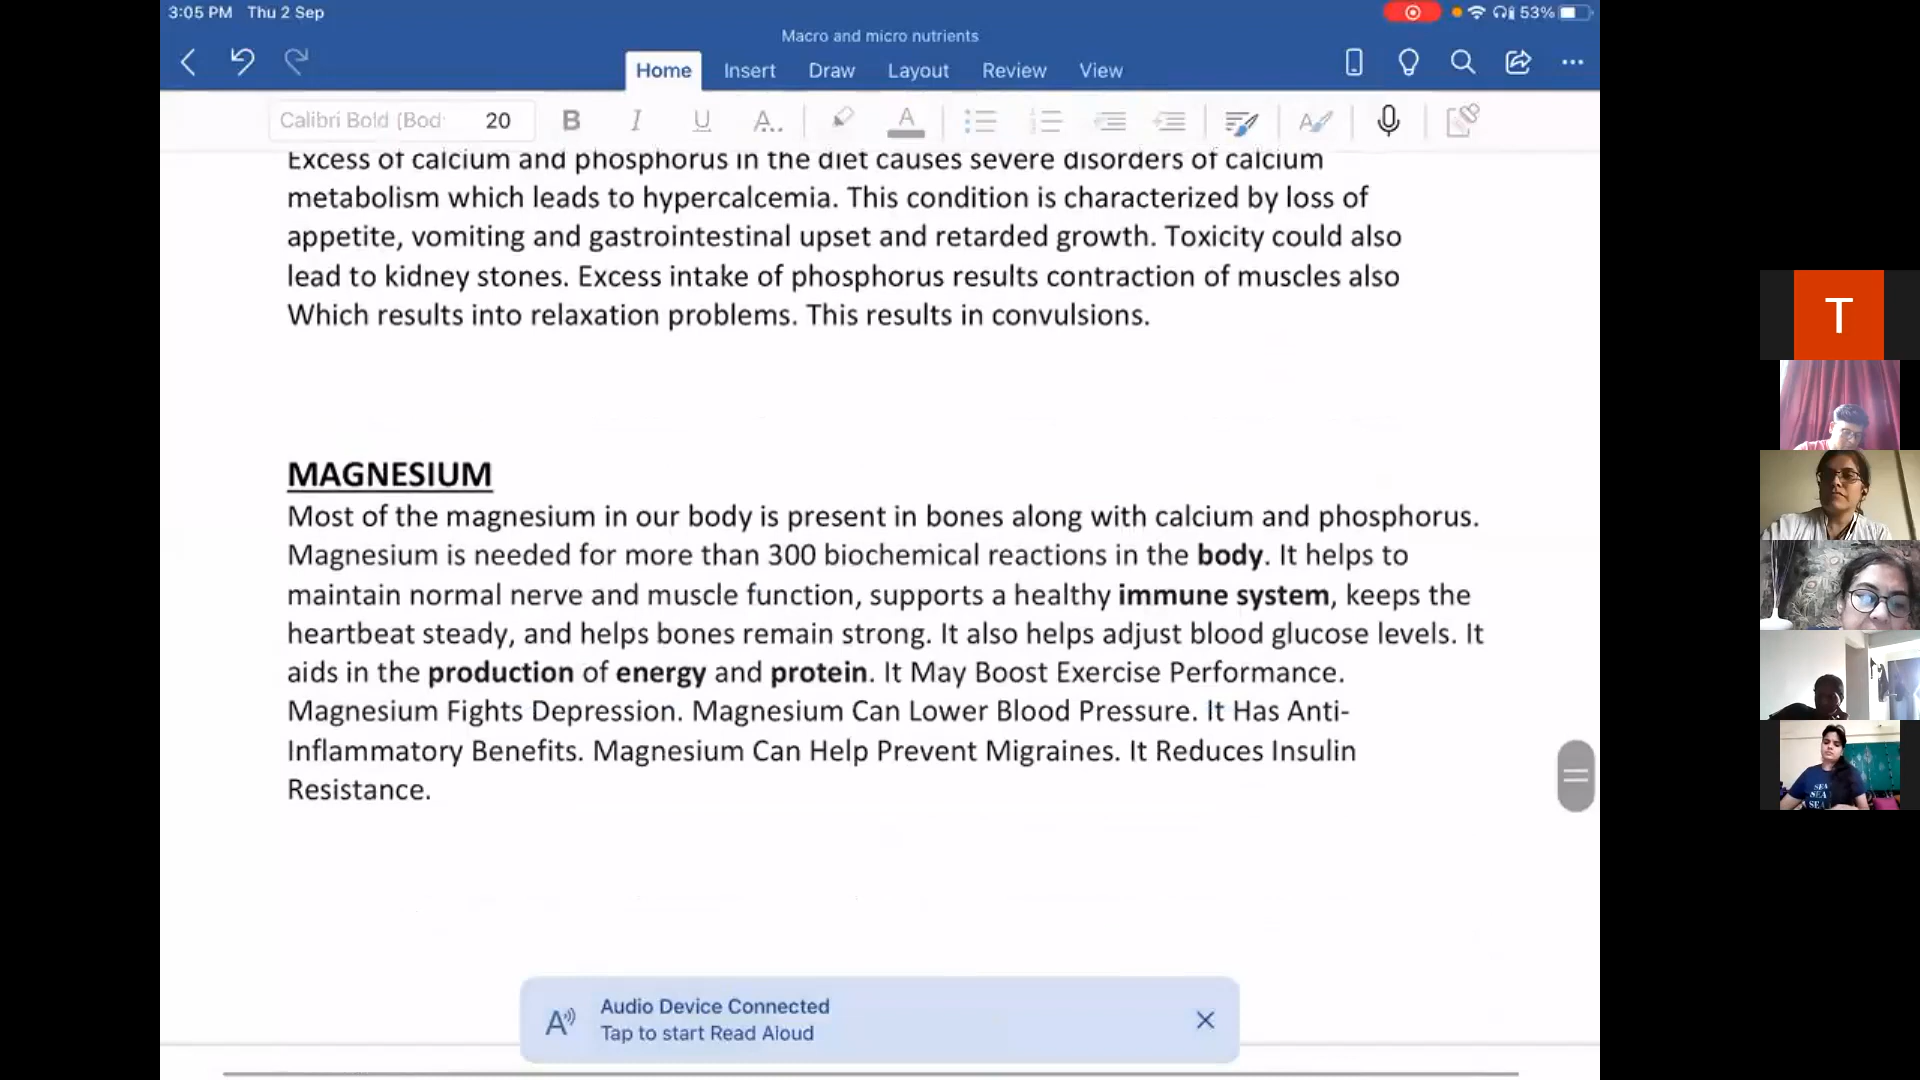 3:05 PM Thu 2 Sep
53%
Macro and micro nutrients
Home Insert Draw Layout Review View
Calibri Bold (Bod 20 B I U A.. A
Excess of calcium and phosphorus in the diet causes severe disorders of calcium
metabolism which leads to hypercalcemia. This condition is characterized by loss of
appetite, vomiting and gastrointestinal upset and retarded growth. Toxicity could also
lead to kidney stones. Excess intake of phosphorus results contraction of muscles also
Which results into relaxation problems. This results in convulsions.
MAGNESIUM
Most of the magnesium in our body is present in bones along with calcium and phosphorus.
Magnesium is needed for more than 300 biochemical reactions in the body. It helps to
maintain normal nerve and muscle function, supports a healthy immune system, keeps the
heartbeat steady, and helps bones remain strong. It also helps adjust blood glucose levels. It
aids in the production of energy and protein. It May Boost Exercise Performance.
Magnesium Fights Depression. Magnesium Can Lower Blood Pressure. It Has Anti-
Inflammatory Benefits. Magnesium Can Help Prevent Migraines. It Reduces Insulin
Resistance.
Audio Device Connected
Tap to start Read Aloud
T
SEA
SEA
SEA